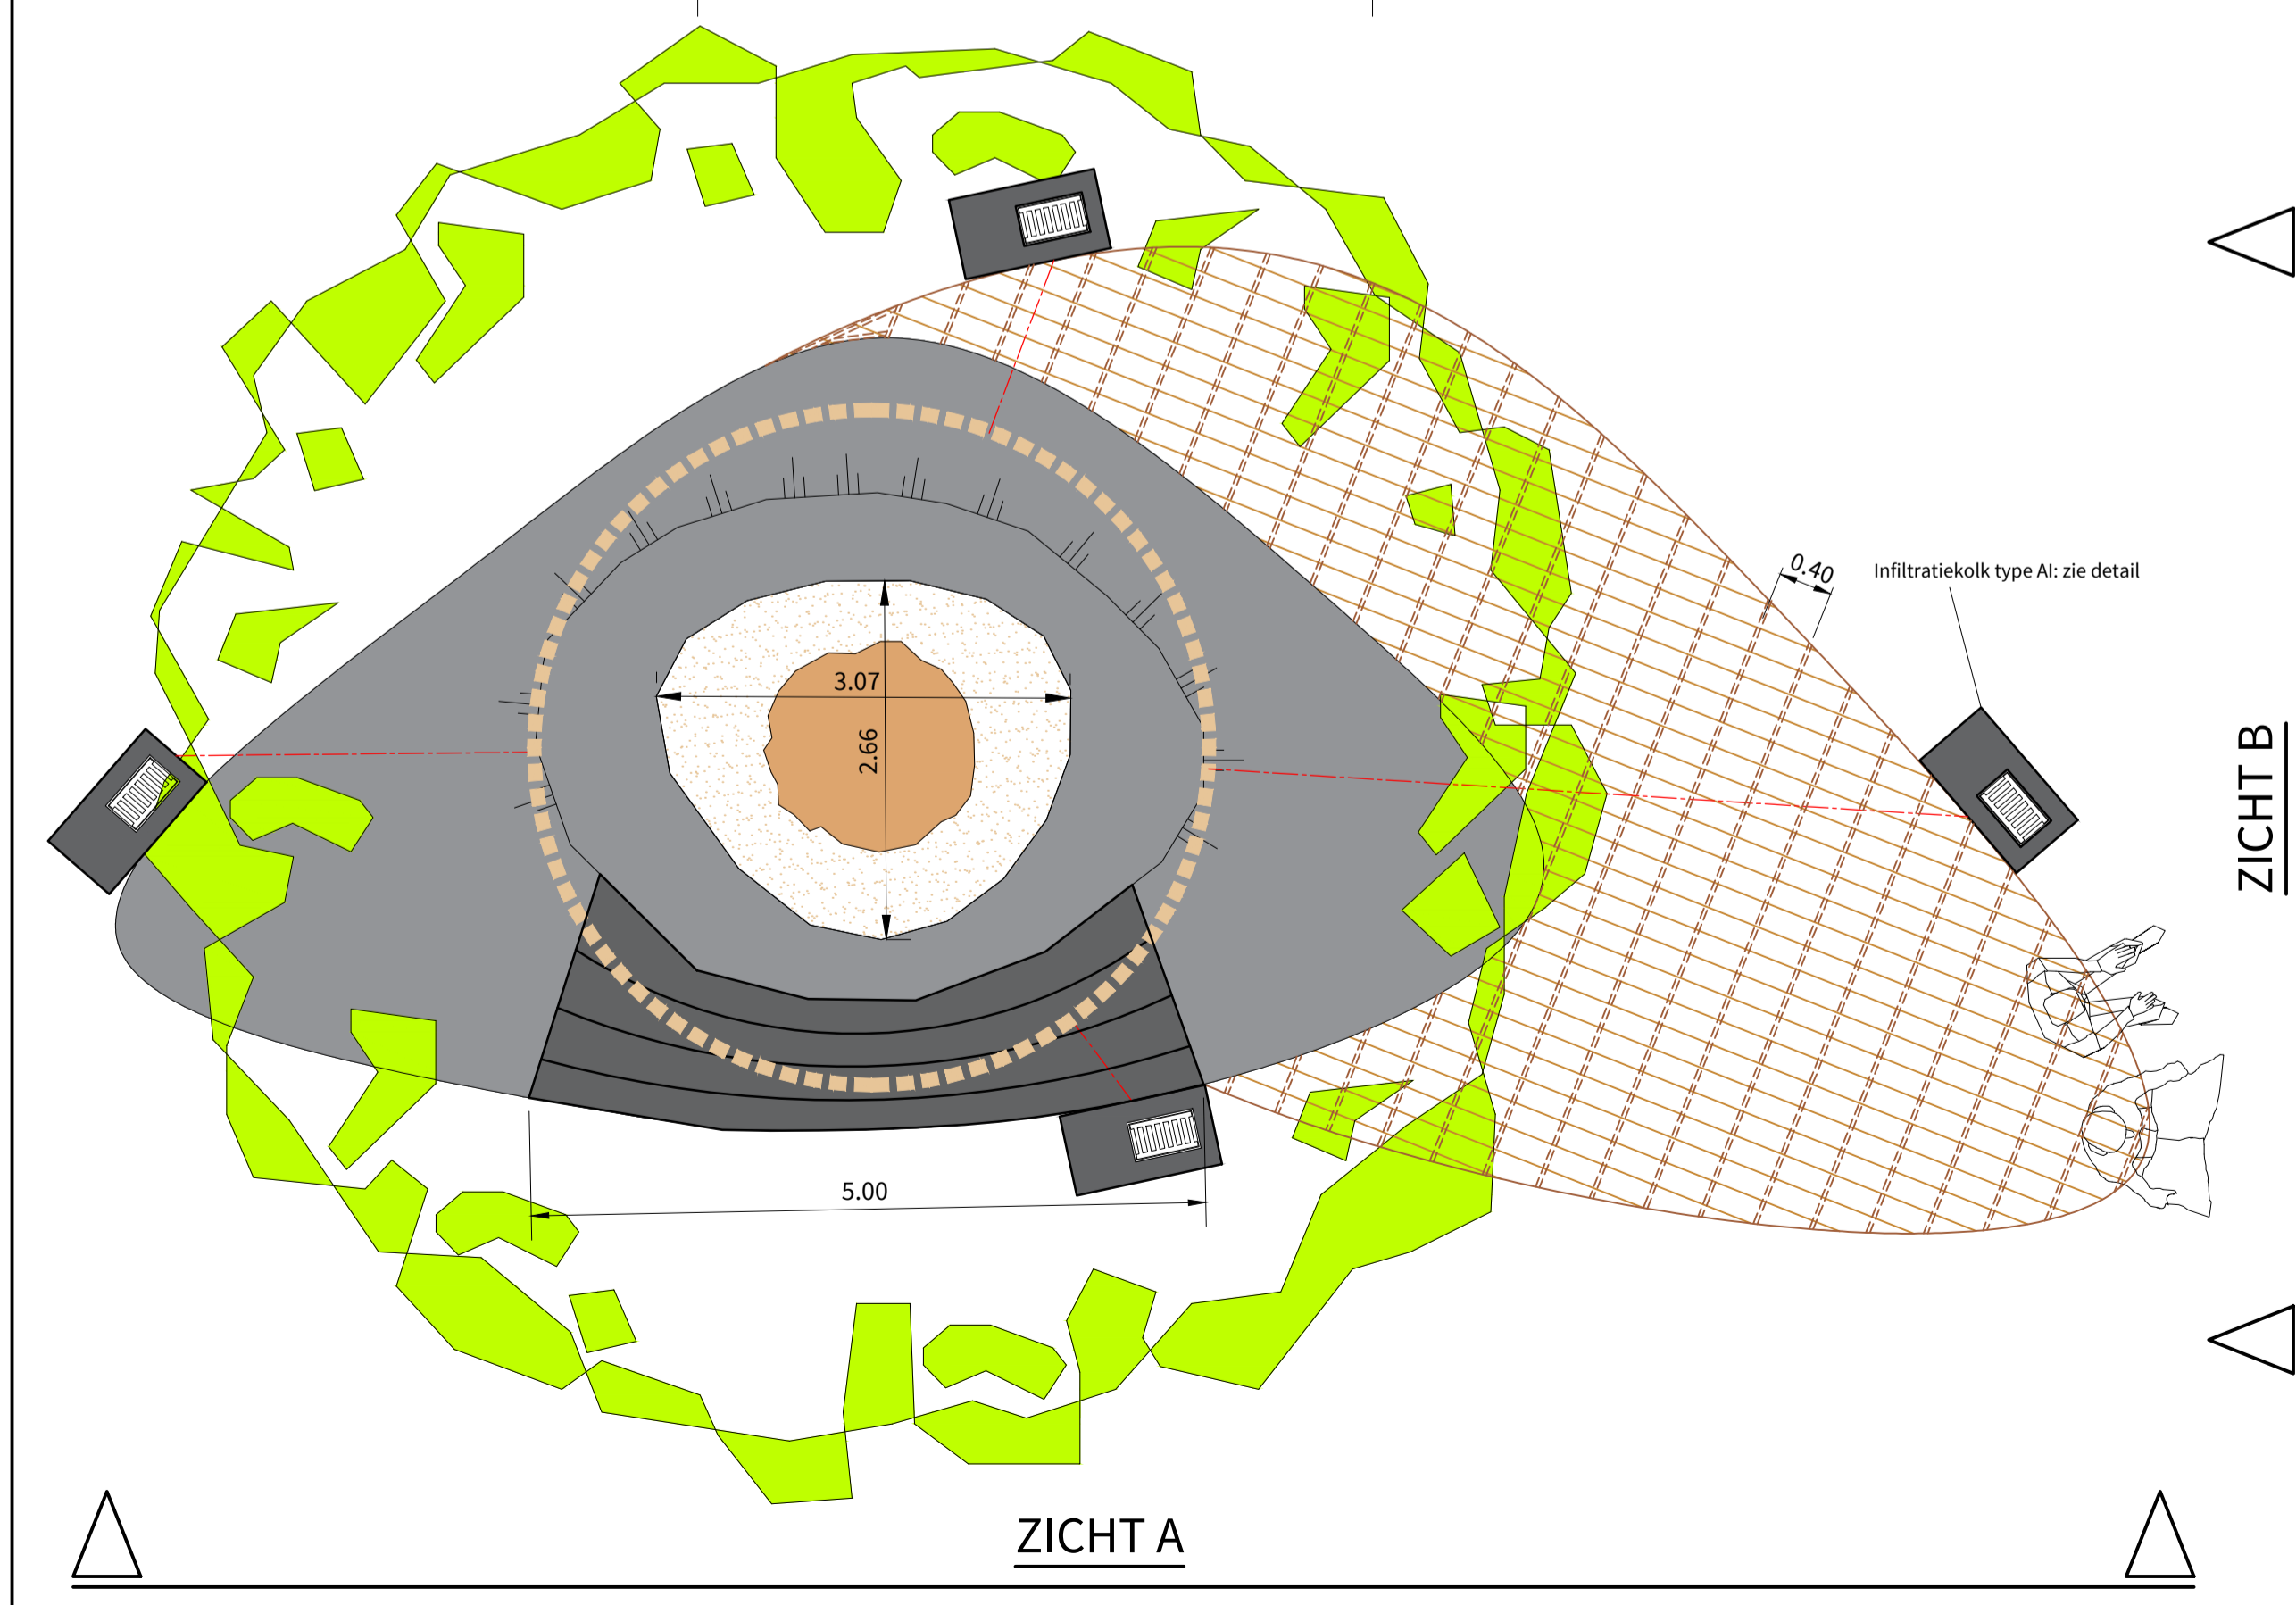 0.40
Infiltratiekolk type AI: zie detail
3.07
2.66
ZICHT B
5.00
ZICHT A